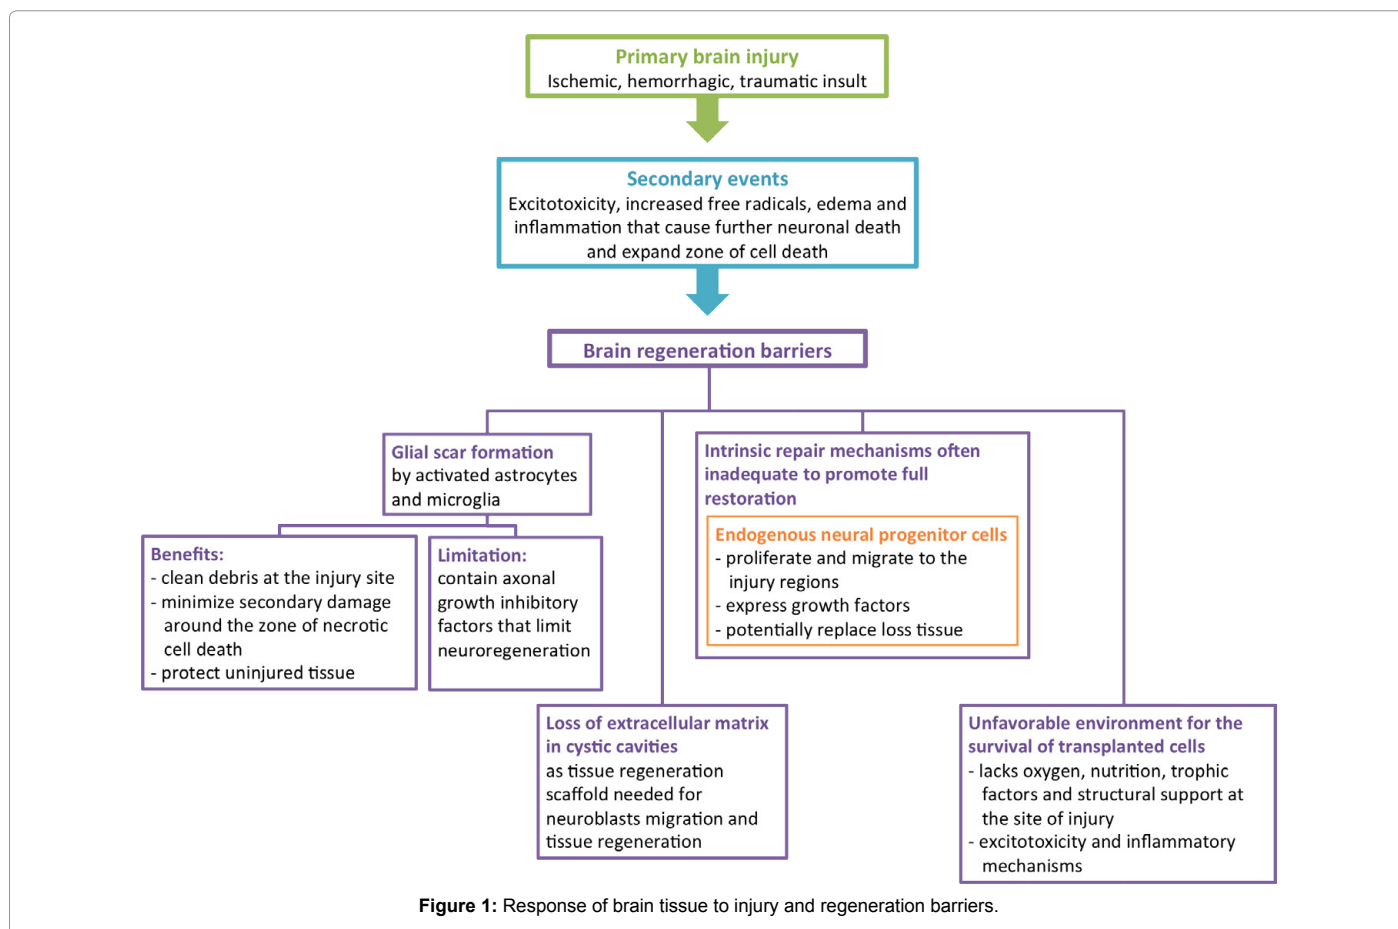 Primary brain injury
Ischemic, hemorrhagic, traumatic insult
Secondary events
Excitotoxicity, increased free radicals, edema and
inflammation that cause further neuronal death
and expand zone of cell death
Brain regeneration barriers
Glial scar formation
by activated astrocytes
and microglia
Benefits:
- clean debris at the injury site
- minimize secondary damage
around the zone of necrotic
cell death
- protect uninjured tissue
Limitation:
contain axonal
growth inhibitory
factors that limit
neuroregeneration
Intrinsic repair mechanisms often
inadequate to promote full
restoration
Endogenous neural progenitor cells
- proliferate and migrate to the
injury regions
- express growth factors
- potentially replace loss tissue
Loss of extracellular matrix
in cystic cavities
as tissue regeneration
scaffold needed for
neuroblasts migration and
tissue regeneration
Unfavorable environment for the
survival of transplanted cells
- lacks oxygen, nutrition, trophic
factors and structural support at
the site of injury
- excitotoxicity and inflammatory
mechanisms
Figure 1: Response of brain tissue to injury and regeneration barriers.